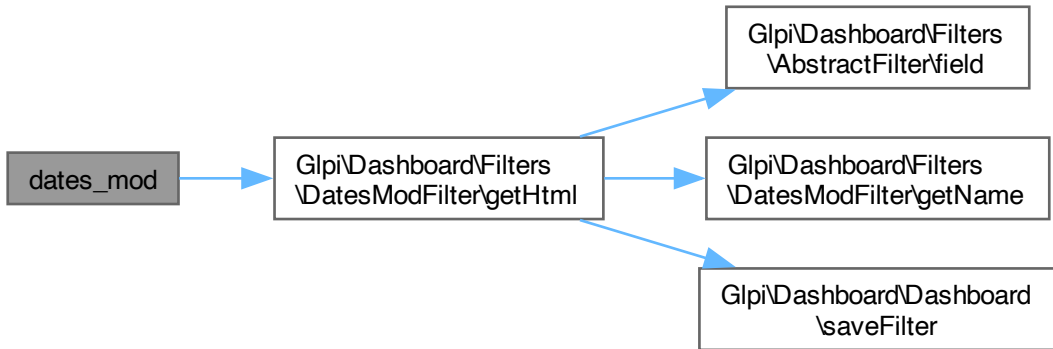 dates_mod
Glpi\Dashboard\Filters
\DatesModFilter\getHtml
Glpi\Dashboard\Filters
\AbstractFilter\field
Glpi\Dashboard\Filters
\DatesModFilter\getName
Glpi\Dashboard\Dashboard
\saveFilter